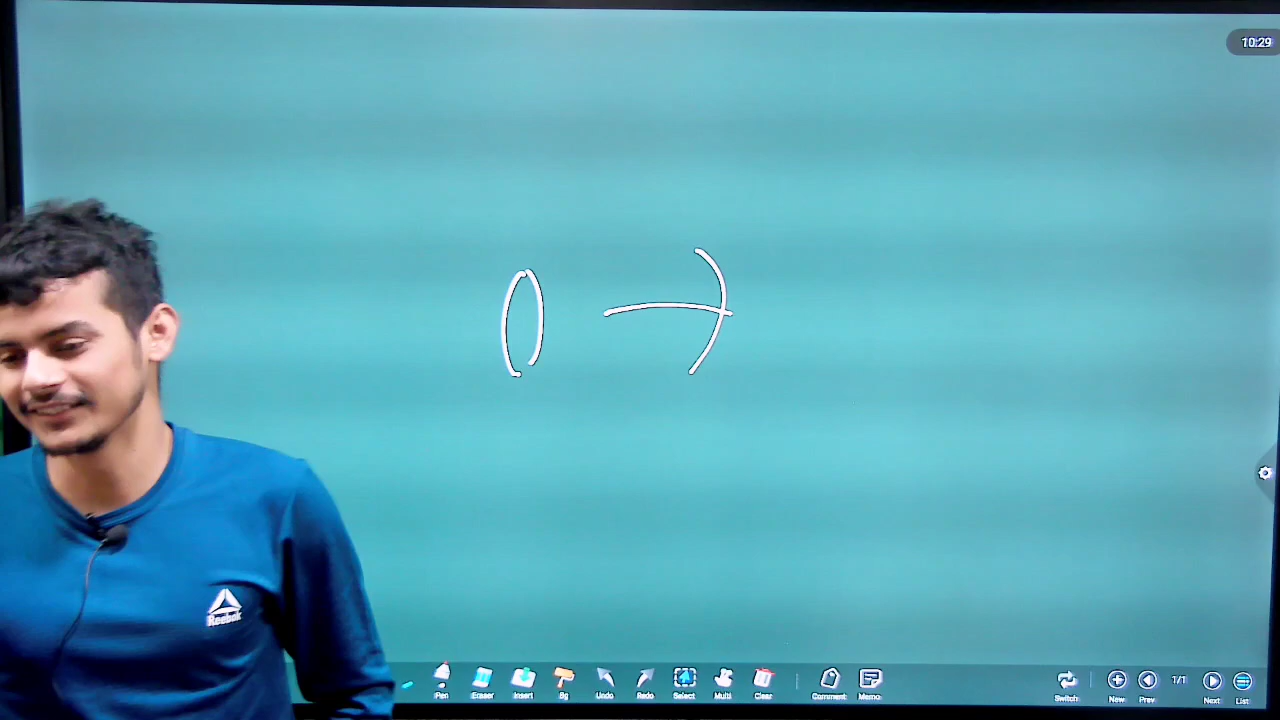 10:29
0 →
Reebok
Pen Eraser Insert Bg Undo Redo Select Multi Clear Comment Memo Switch New Prev 1/1 Next List